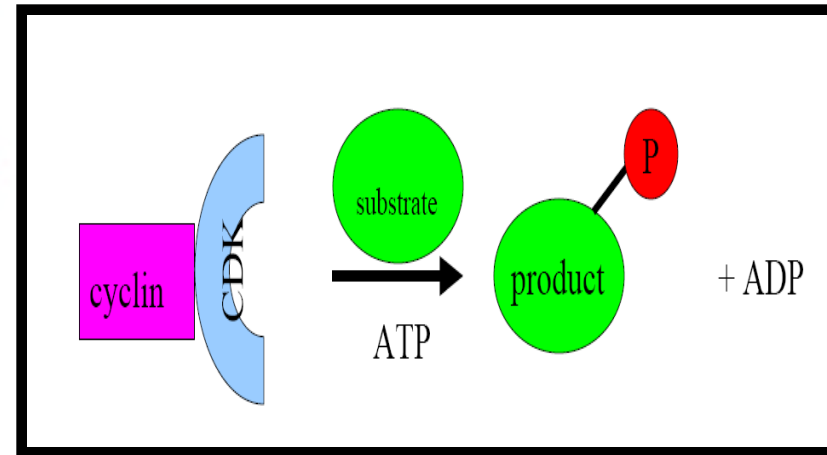 cyclin
CDK
substrate
ATP
product
P
+ ADP